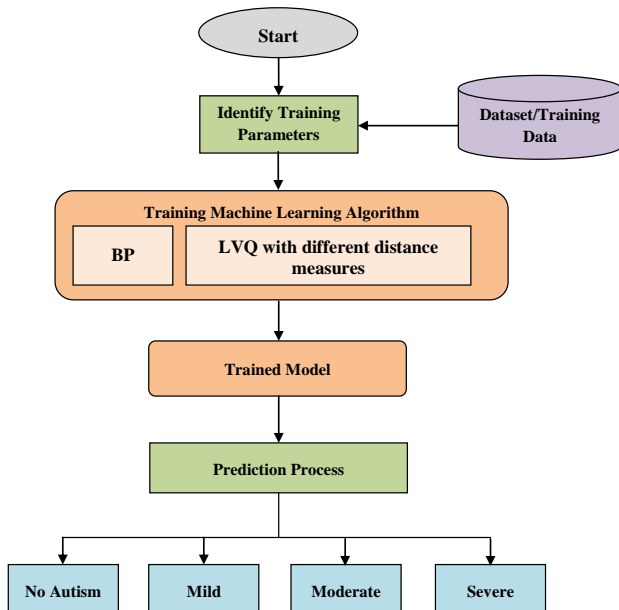 Start
Identify Training
Parameters
Dataset/Training
Data
Training Machine Learning Algorithm
BP
LVQ with different distance
measures
Trained Model
Prediction Process
No Autism
Mild
Moderate
Severe